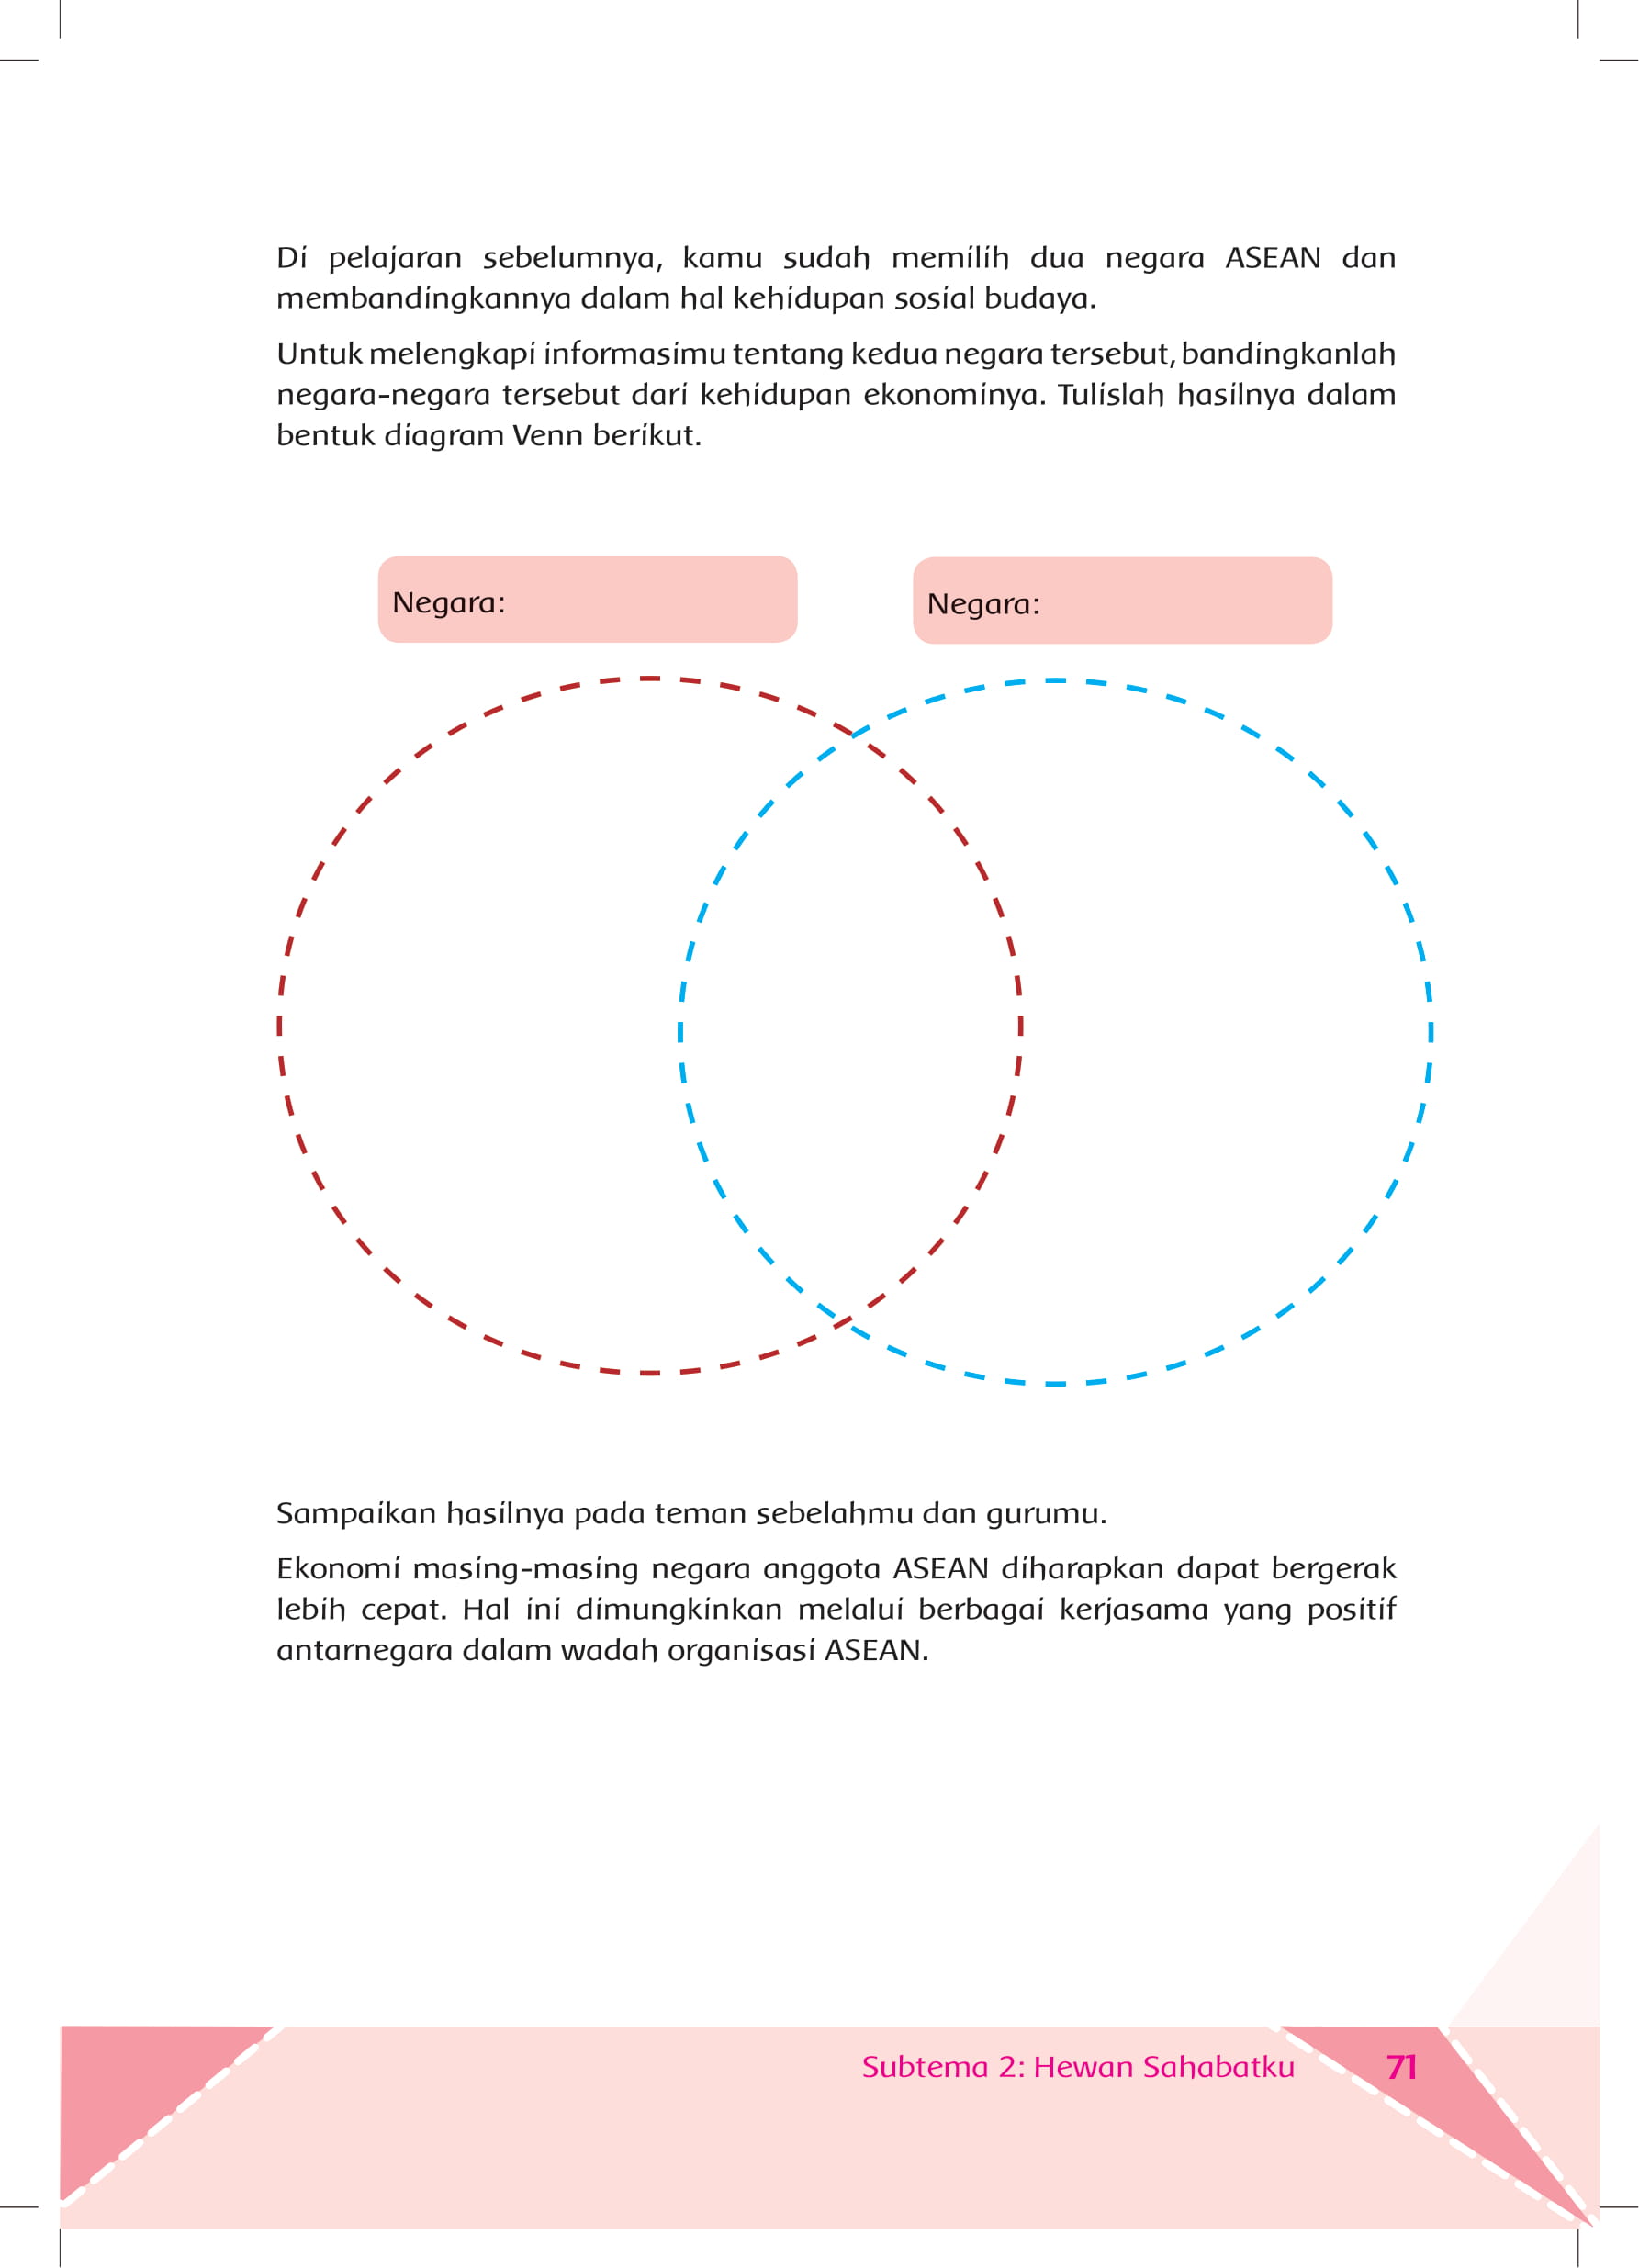 Di pelajaran sebelumnya, kamu sudah memilih dua negara ASEAN dan
membandingkannya dalam hal kehidupan sosial budaya.
Untuk melengkapi informasimu tentang kedua negara tersebut, bandingkanlah
negara-negara tersebut dari kehidupan ekonominya. Tulislah hasilnya dalam
bentuk diagram Venn berikut.
Negara:
Negara:
Sampaikan hasilnya pada teman sebelahmu dan gurumu.
Ekonomi masing-masing negara anggota ASEAN diharapkan dapat bergerak
lebih cepat. Hal ini dimungkinkan melalui berbagai kerjasama yang positif
antarnegara dalam wadah organisasi ASEAN.
Subtema 2: Hewan Sahabatku 71